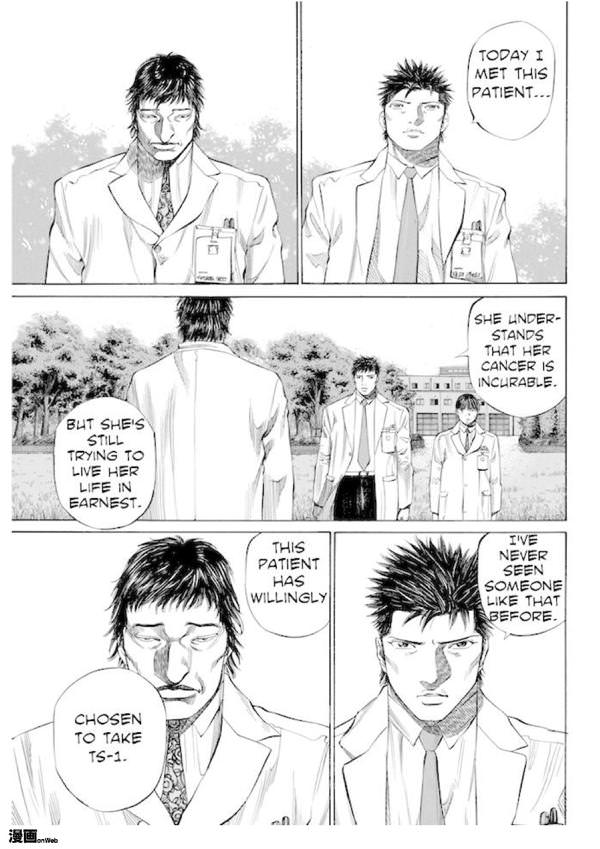 TODAY I
MET THIS
PATIENT...
SHE UNDER-
STANDS
THAT HER
CANCER IS
INCURABLE.
BUT SHE'S
STILL
TRYING TO
LIVE HER
LIFE IN
EARNEST.
I'VE
NEVER
SEEN
SOMEONE
LIKE THAT
BEFORE.
THIS
PATIENT
HAS
WILLINGLY
CHOSEN
TO TAKE
TS-1.
漫画onWeb